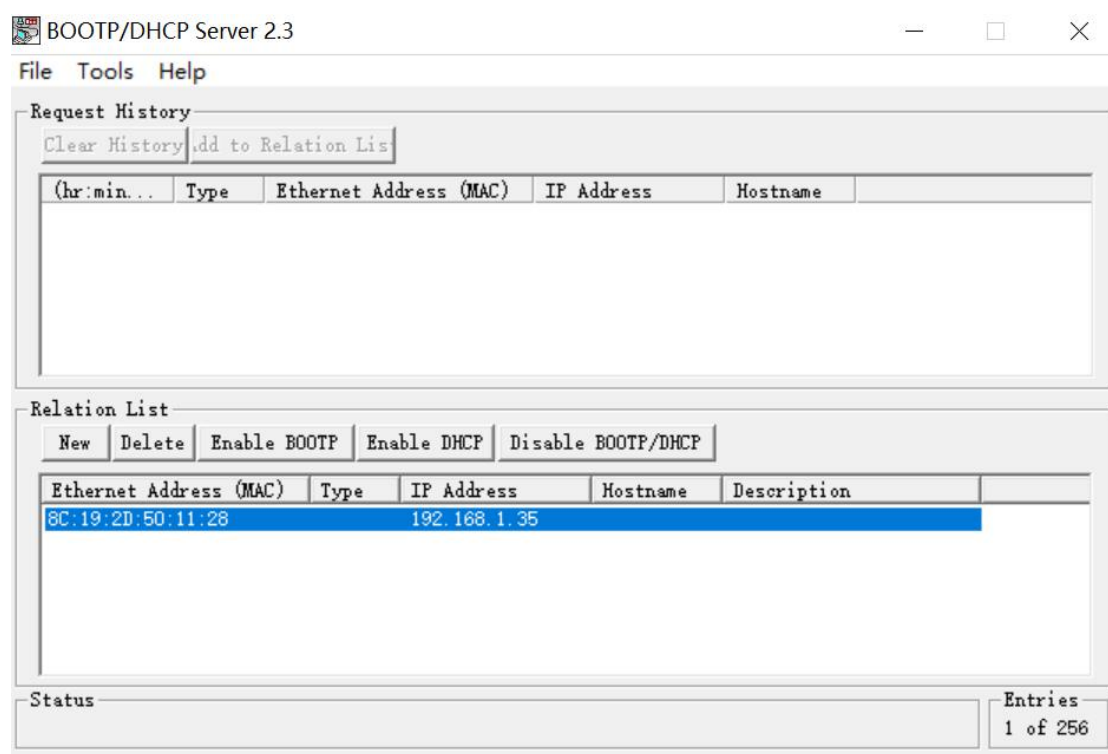 BOOTP/DHCP Server 2.3
File Tools Help
Request History
Clear History dd to Relation Lis
(hr:min... Type Ethernet Address (MAC) IP Address Hostname
Relation List
New Delete Enable BOOTP Enable DHCP Disable BOOTP/DHCP
Ethernet Address (MAC) Type IP Address Hostname Description
8C:19:2D:50:11:28 192.168.1.35
Status
Entries
1 of 256